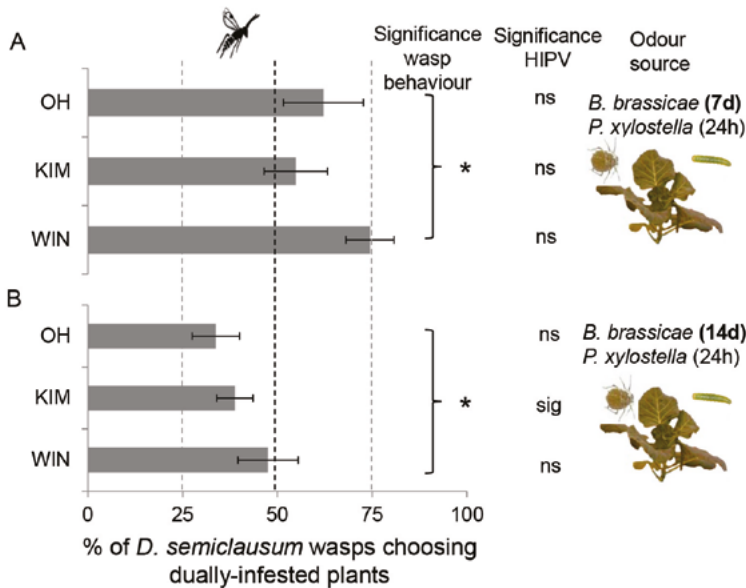 A
Significance
wasp
behaviour
Significance
HIPV
Odour
source
OH
ns
B. brassicae (7d)
P. xylostella (24h)
KIM
*
ns
WIN
ns
B
OH
ns
B. brassicae (14d)
P. xylostella (24h)
KIM
*
sig
WIN
ns
0 25 50 75 100
% of D. semiclausum wasps choosing
dually-infested plants